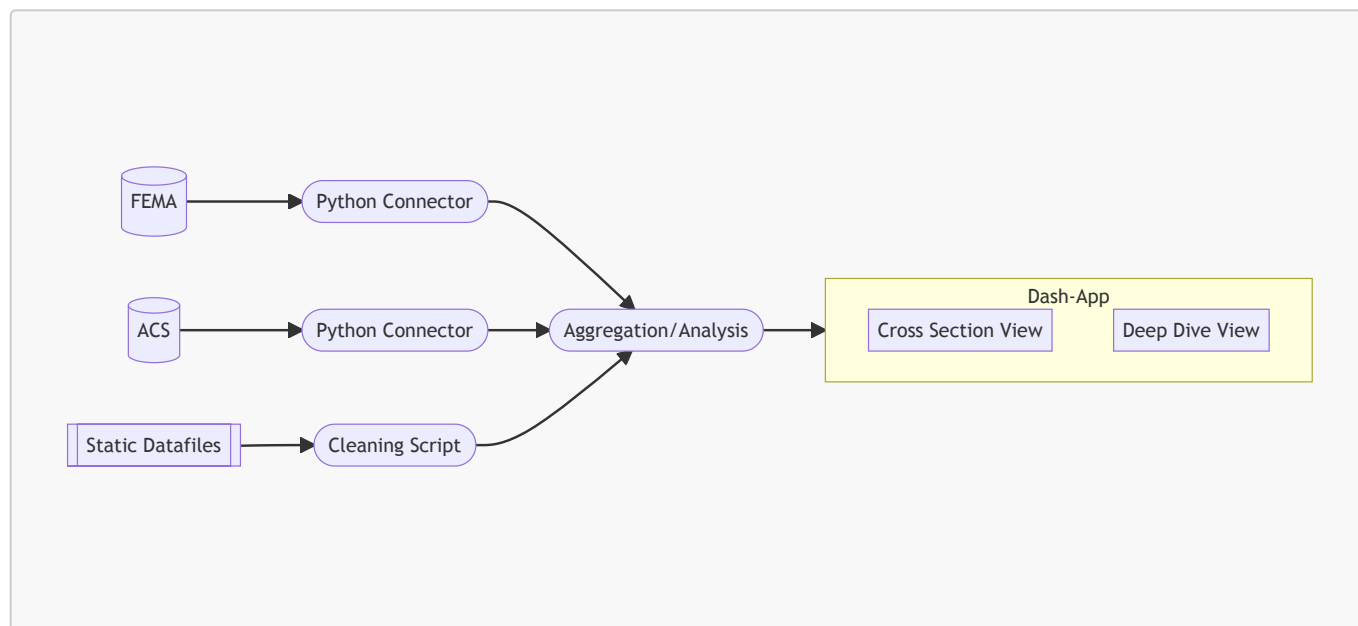 FEMA
Python Connector
ACS
Python Connector
Aggregation/Analysis
Static Datafiles
Cleaning Script
Dash-App
Cross Section View
Deep Dive View